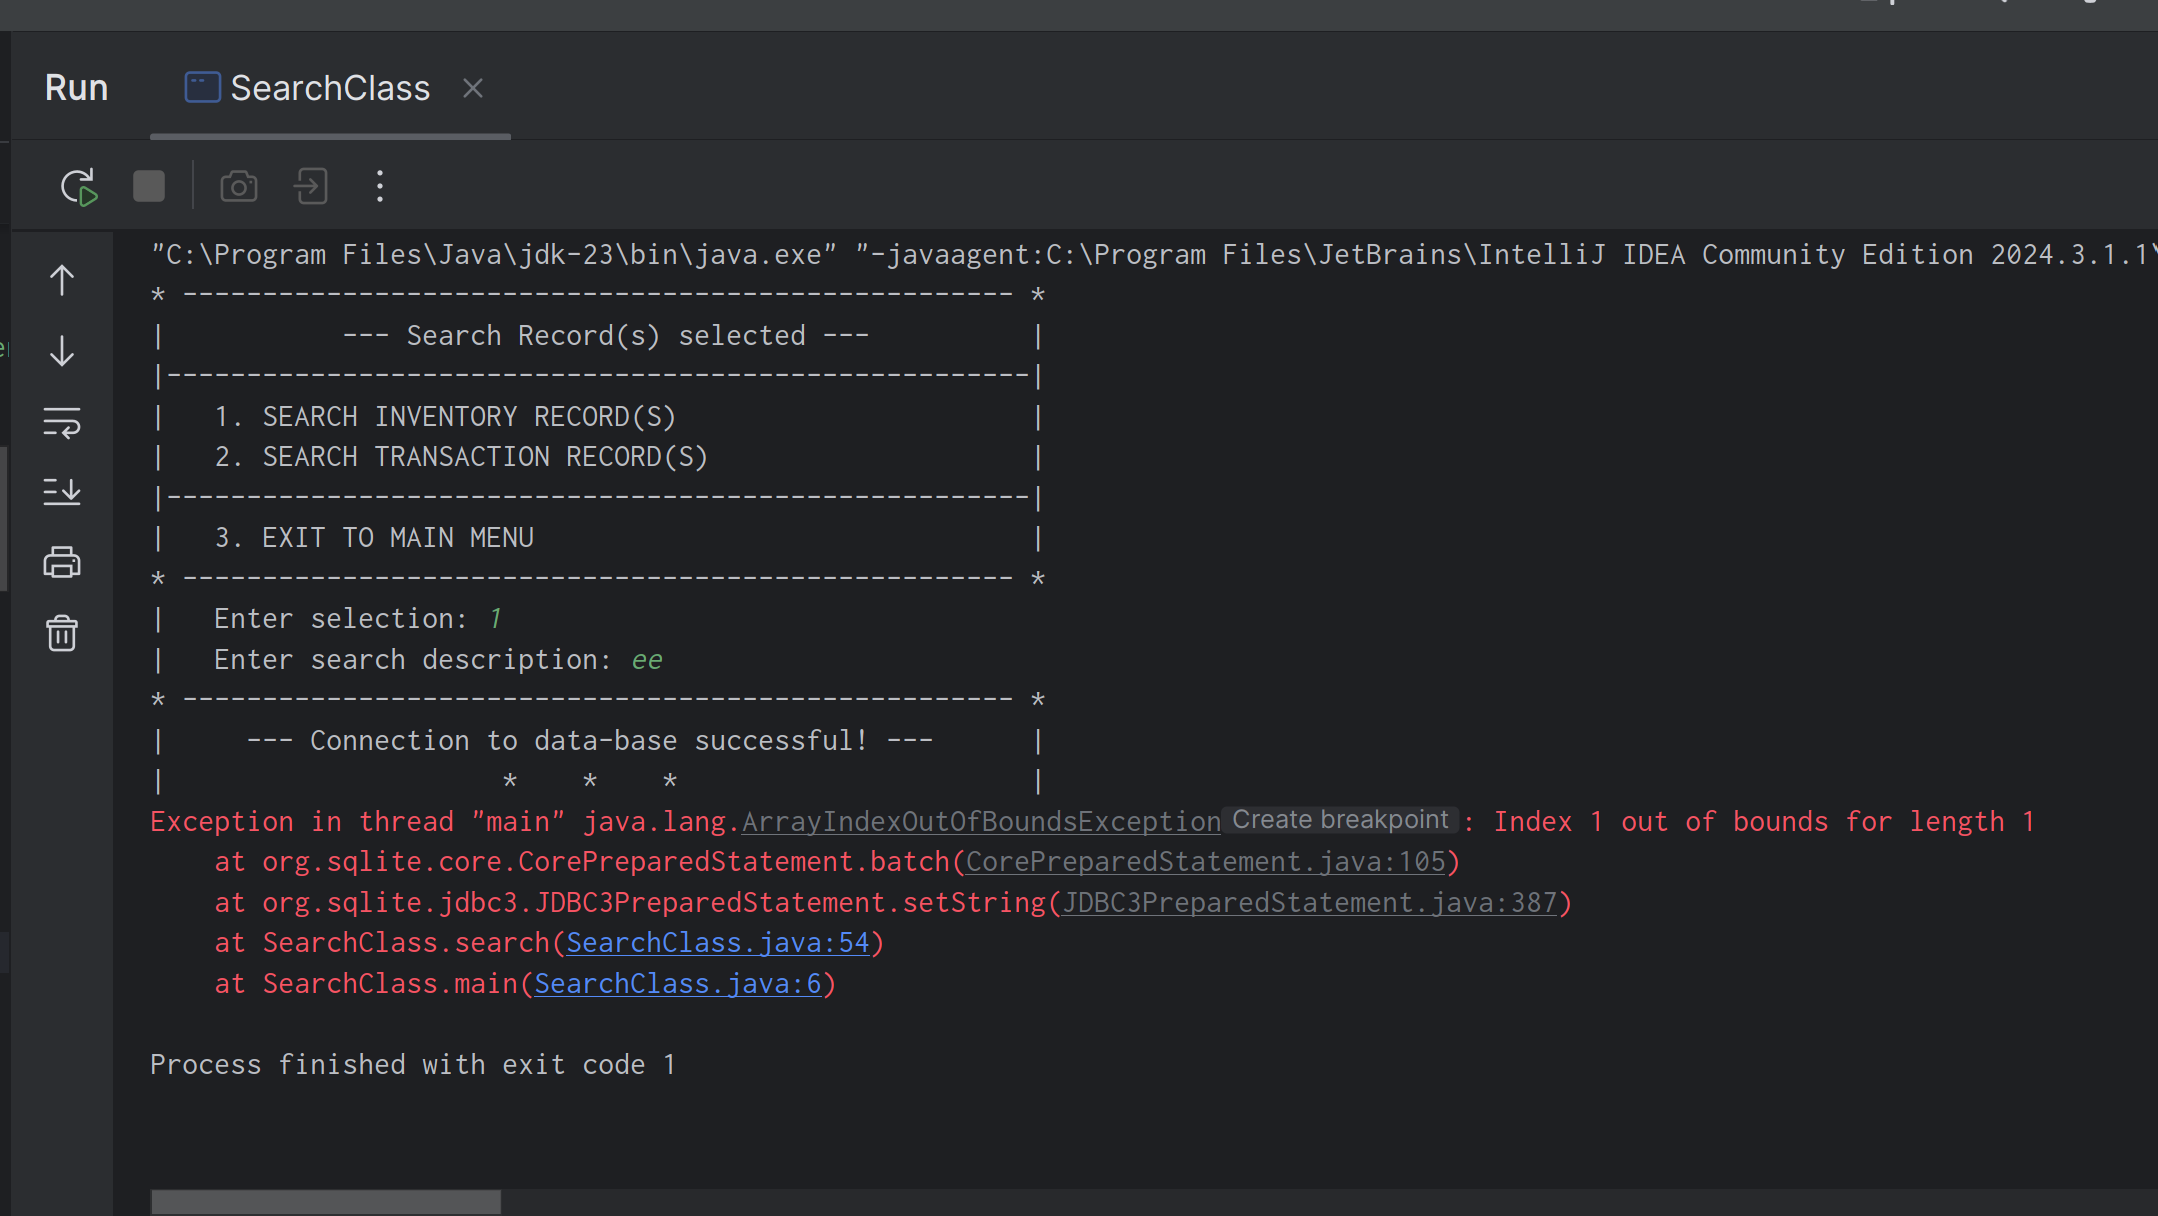 Run SearchClass
"C:\Program Files\Java\jdk-23\bin\java.exe" "-javaagent:C:\Program Files\JetBrains\IntelliJ IDEA Community Edition 2024.3.1.1\
* ---------------------------------------------------- *
|           --- Search Record(s) selected ---          |
|------------------------------------------------------|
|   1. SEARCH INVENTORY RECORD(S)                      |
|   2. SEARCH TRANSACTION RECORD(S)                    |
|------------------------------------------------------|
|   3. EXIT TO MAIN MENU                               |
* ---------------------------------------------------- *
|   Enter selection: 1
|   Enter search description: ee
* ---------------------------------------------------- *
|     --- Connection to data-base successful! ---      |
|                     *    *    *                      |
Exception in thread "main" java.lang.ArrayIndexOutOfBoundsException Create breakpoint : Index 1 out of bounds for length 1
    at org.sqlite.core.CorePreparedStatement.batch(CorePreparedStatement.java:105)
    at org.sqlite.jdbc3.JDBC3PreparedStatement.setString(JDBC3PreparedStatement.java:387)
    at SearchClass.search(SearchClass.java:54)
    at SearchClass.main(SearchClass.java:6)
Process finished with exit code 1